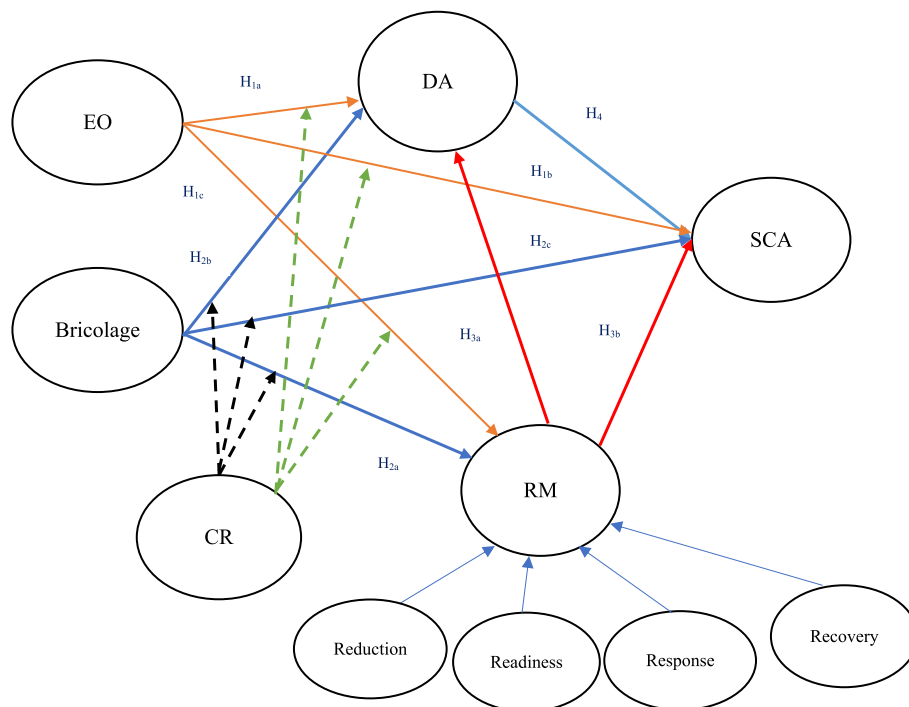 DA
H1a
EO
H4
H1b
H1c
SCA
H2c
H2b
Bricolage
H3a
H3b
H2a
RM
CR
Reduction
Readiness
Response
Recovery